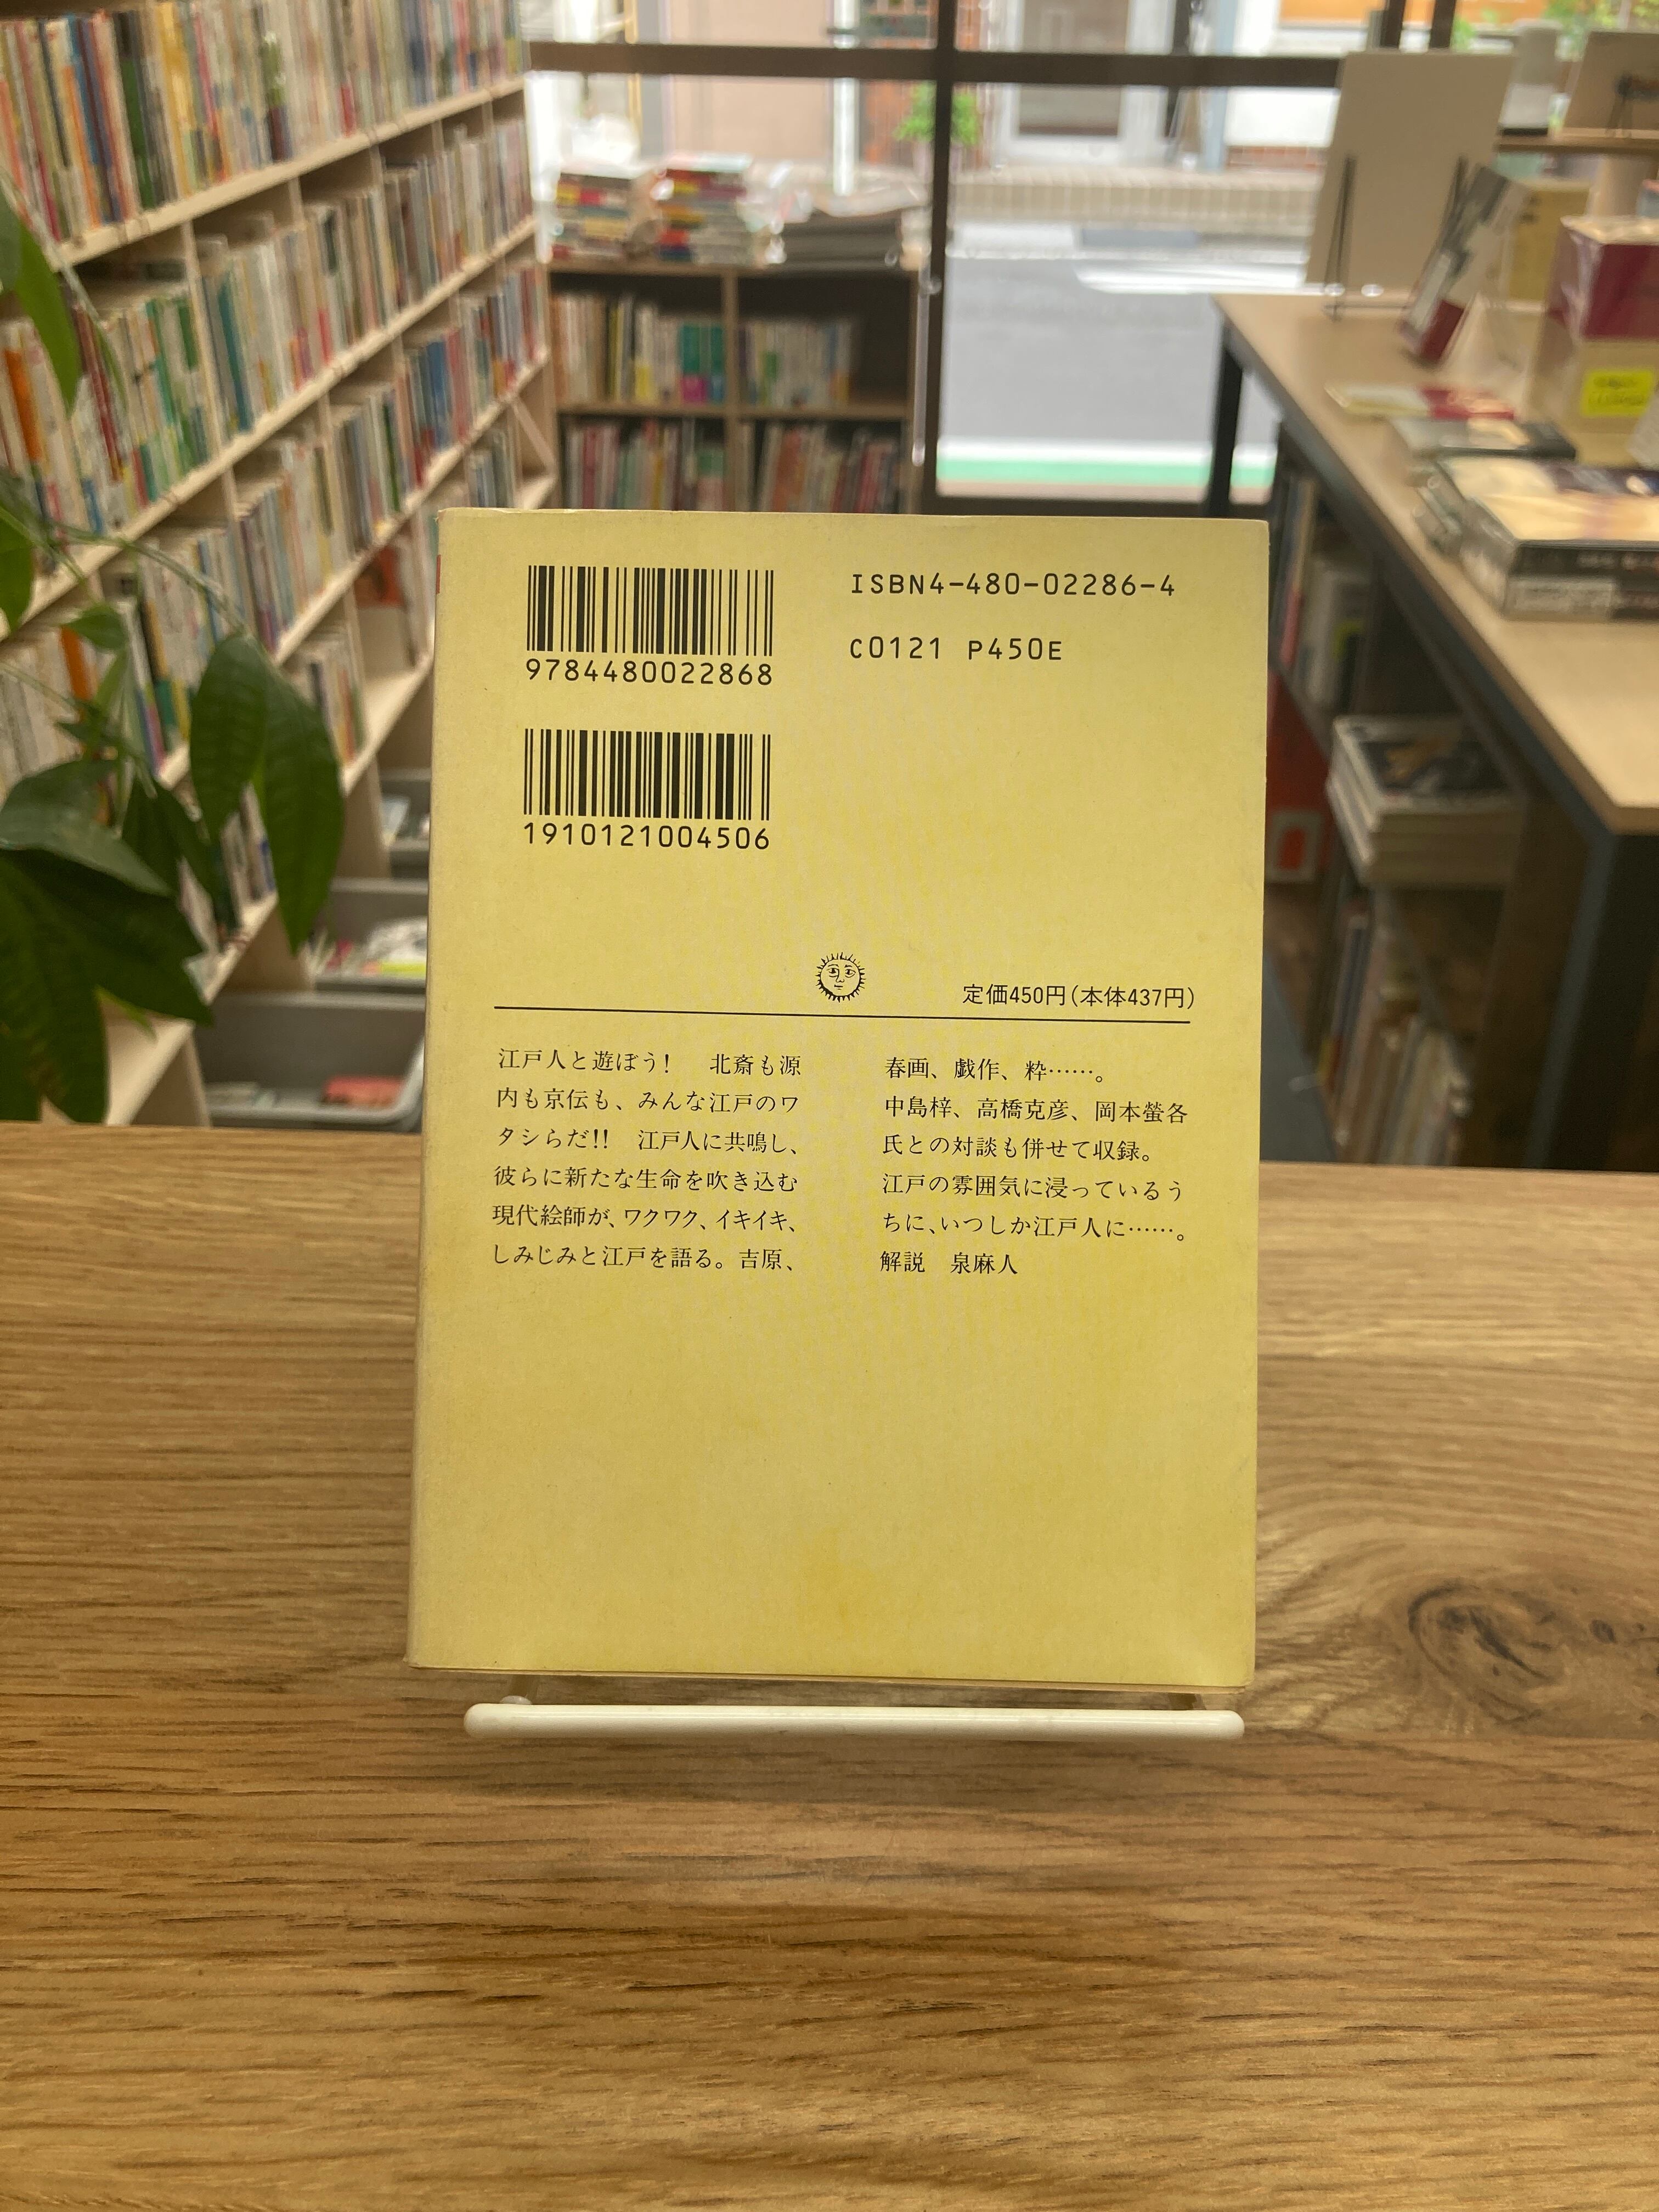 ISBN4-480-02286-4
C0121 P450E
9784480022868
1910121004506
定価450円(本体437円)
江戸人と遊ぼう! 北斎も源
内も京伝も、みんな江戸のワ
タシらだ!! 江戸人に共鳴し、
彼らに新たな生命を吹き込む
現代絵師が、ワクワク、イキイキ、
しみじみと江戸を語る。吉原、
春画、戯作、粋……。
中島梓、高橋克彦、岡本螢各
氏との対談も併せて収録。
江戸の雰囲気に浸っているう
ちに、いつしか江戸人に……。
解説 泉麻人